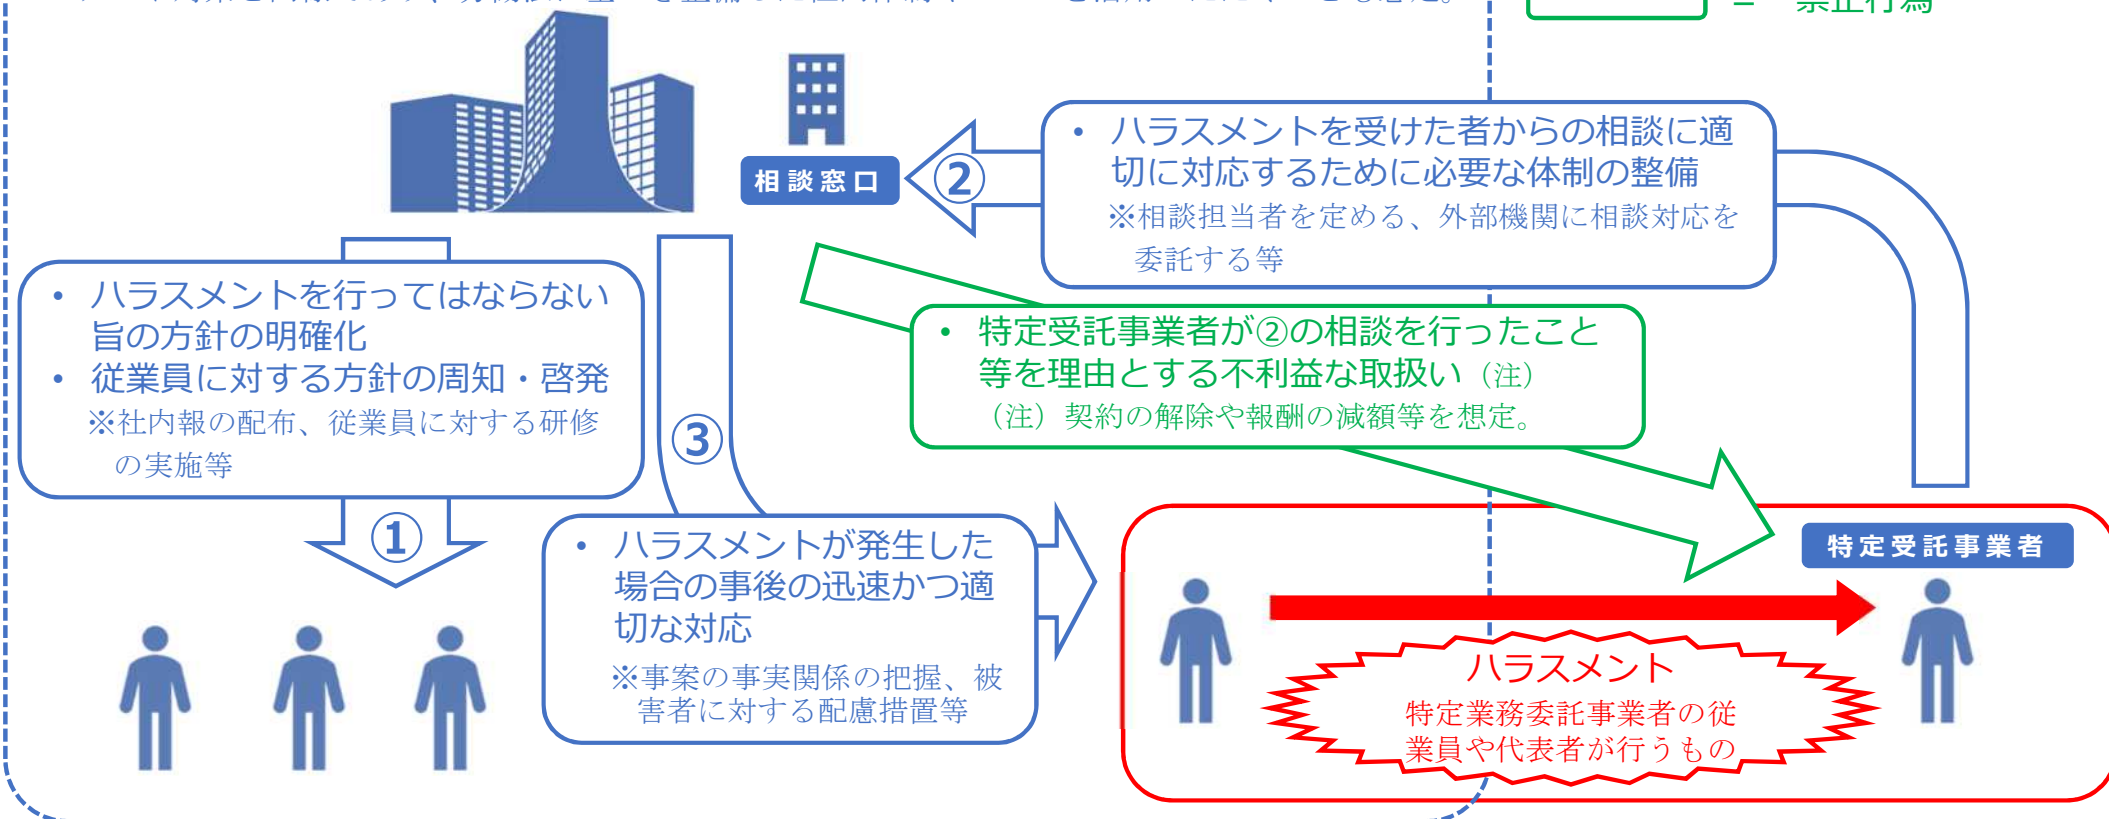 禁止行為
相談窓口
②
・ ハラスメントを受けた者からの相談に適
切に対応するために必要な体制の整備
※相談担当者を定める、外部機関に相談対応を
委託する等
・ ハラスメントを行ってはならない
旨の方針の明確化
・ 従業員に対する方針の周知・啓発
※社内報の配布、従業員に対する研修
の実施等
①
・ 特定受託事業者が②の相談を行ったこと
等を理由とする不利益な取扱い（注）
（注）契約の解除や報酬の減額等を想定。
③
・ ハラスメントが発生した
場合の事後の迅速かつ適
切な対応
※事案の事実関係の把握、被
害者に対する配慮措置等
特定受託事業者
ハラスメント
特定業務委託事業者の従
業員や代表者が行うもの